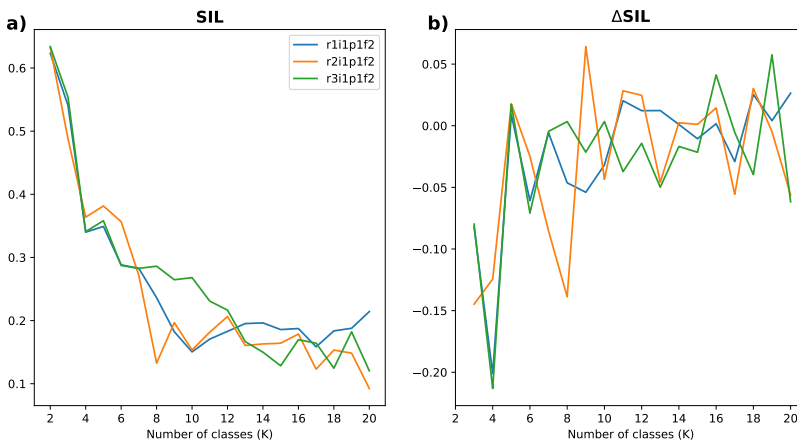 a)
SIL
r1i1p1f2
r2i1p1f2
r3i1p1f2
0.6
0.5
0.4
0.3
0.2
0.1
2 4 6 8 10 12 14 16 18 20
Number of classes (K)
b)
ΔSIL
0.05
0.00
−0.05
−0.10
−0.15
−0.20
2 4 6 8 10 12 14 16 18 20
Number of classes (K)